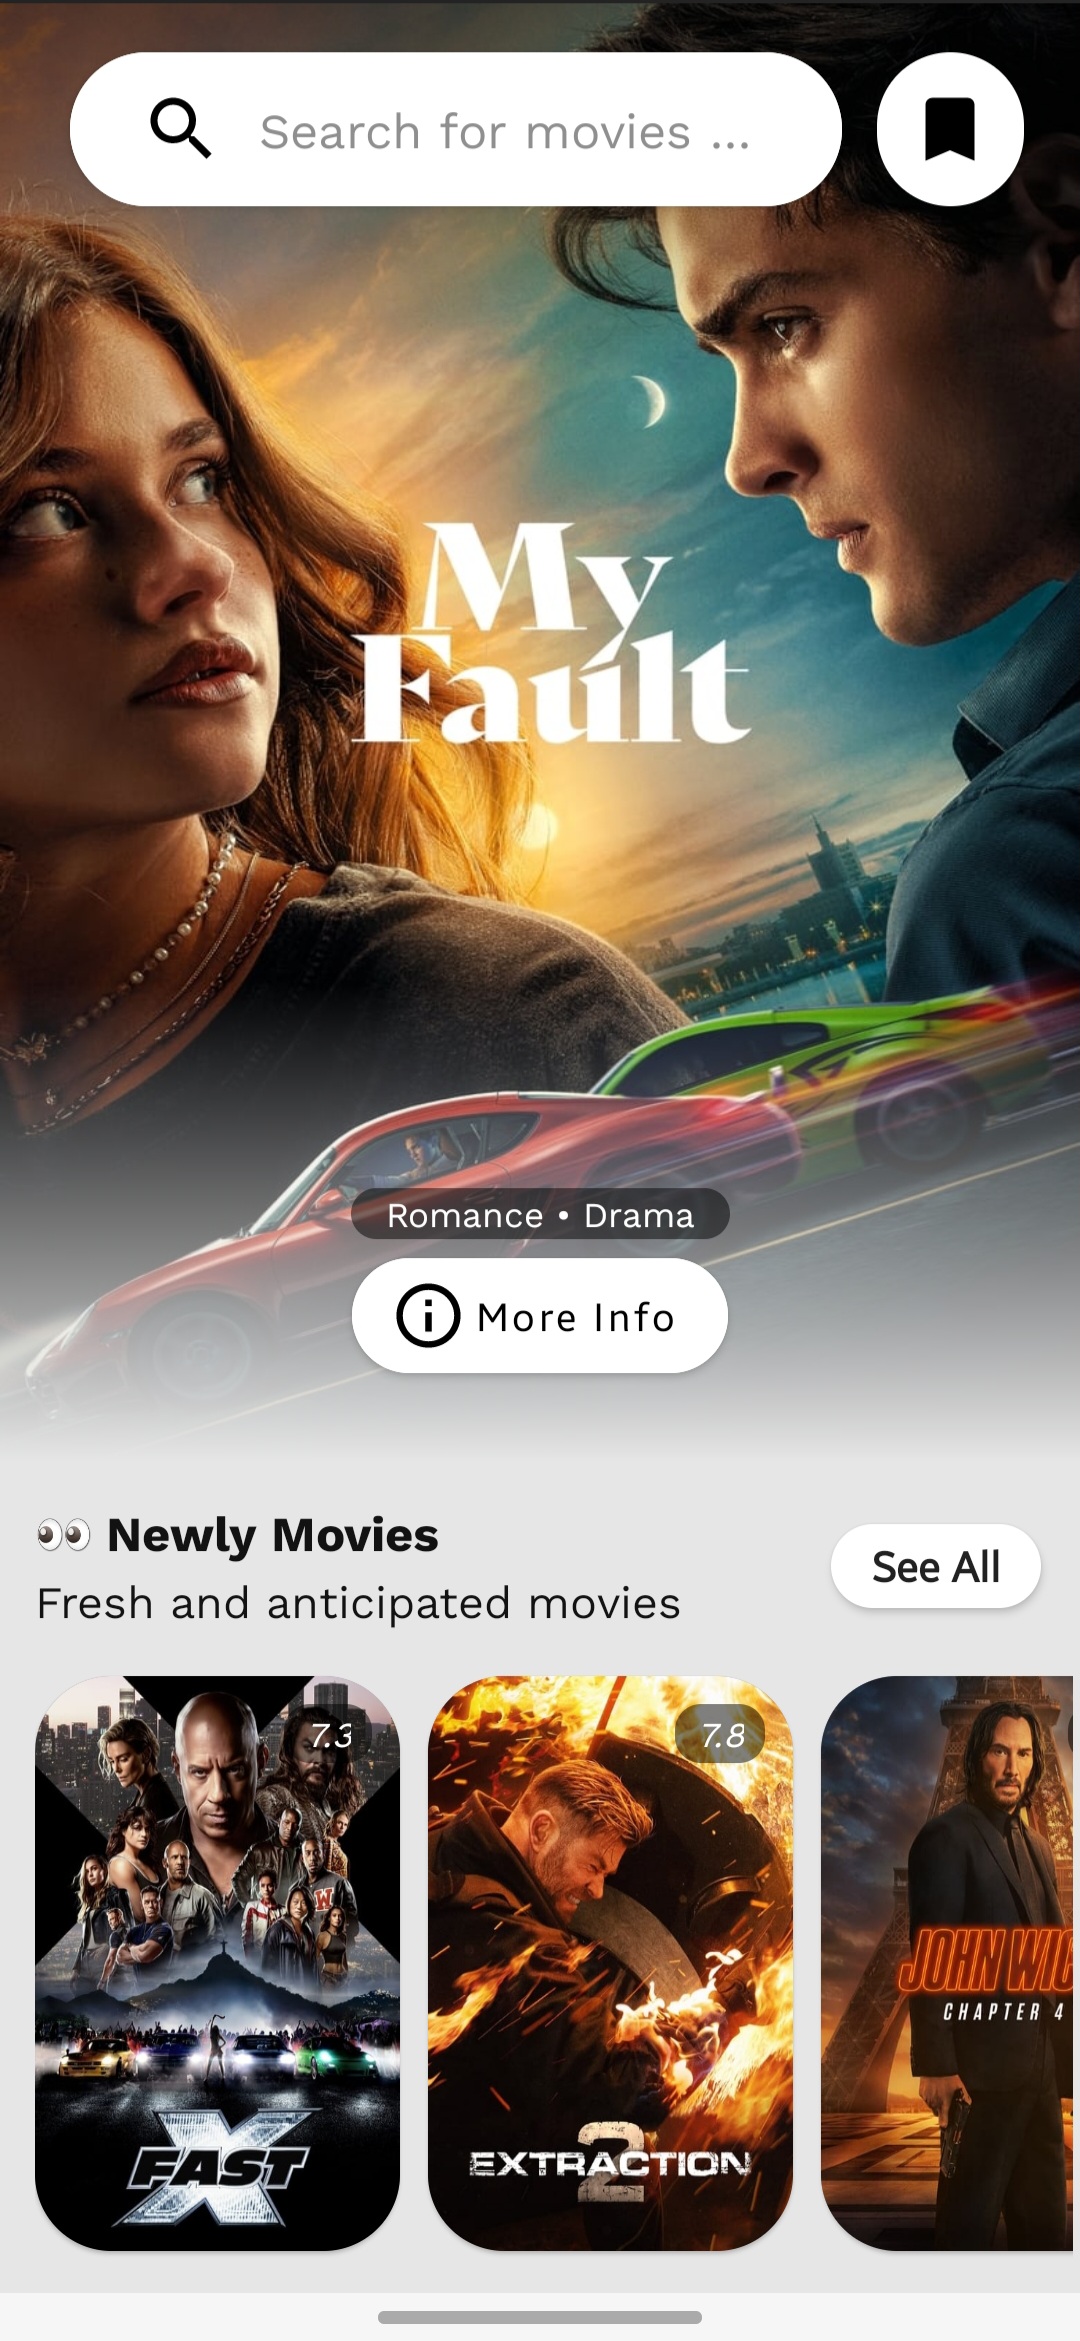 Search for movies ...
My
Fault
Romance • Drama
More Info
👀 Newly Movies
Fresh and anticipated movies
See All
7.3
7.8
FAST X
EXTRACTION 2
JOHN WIC
CHAPTER 4